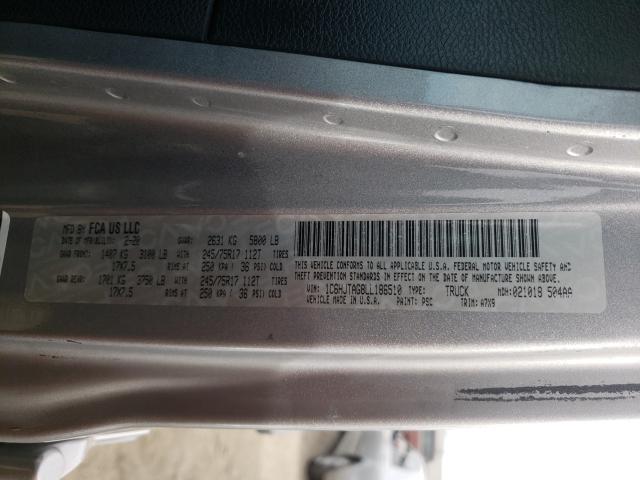 MFD BY FCA US LLC
DATE OF MFR 2-20 GVWR: 2631 KG 5800 LB
GAWR FRONT: 1407 KG 3100 LB WITH 245/75R17 112T TIRES
17X7.5 RIMS AT 250 KPA ( 36 PSI) COLD
GAWR REAR: 1701 KG 3750 LB WITH 245/75R17 112T TIRES
17X7.5 RIMS AT 250 KPA ( 36 PSI) COLD
THIS VEHICLE CONFORMS TO ALL APPLICABLE U.S.A. FEDERAL MOTOR VEHICLE SAFETY AND
THEFT PREVENTION STANDARDS IN EFFECT ON THE DATE OF MANUFACTURE SHOWN ABOVE.
VIN: 1C6HJTAG8LL186510 TYPE: TRUCK MDH:021018 504AA
VEHICLE MADE IN U.S.A. PAINT: PSC TRIM: A7X9